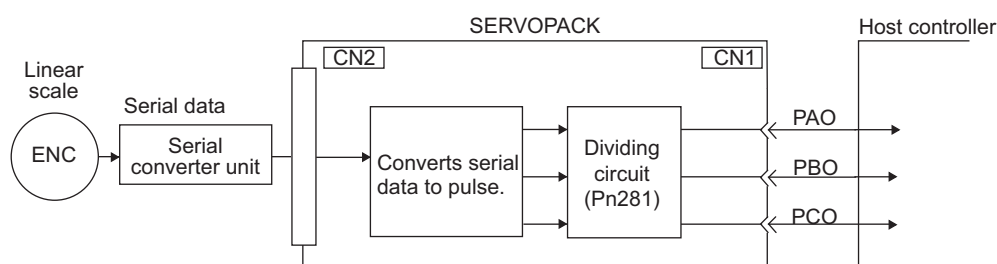 SERVOPACK
Host controller
CN2
CN1
Linear
scale
Serial data
ENC
Serial
converter unit
Converts serial
data to pulse.
Dividing
circuit
(Pn281)
PAO
PBO
PCO